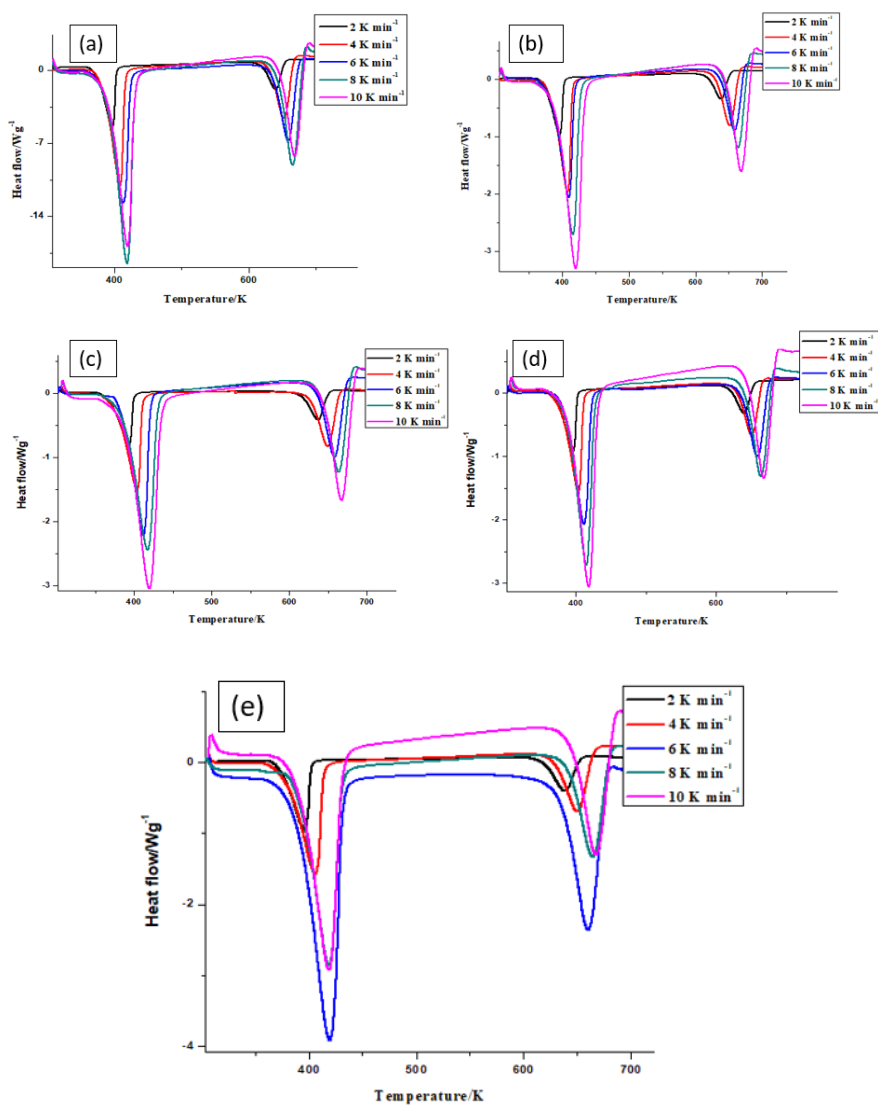 (a)
2 K min⁻¹
4 K min⁻¹
6 K min⁻¹
8 K min⁻¹
10 K min⁻¹
0
-7
-14
Heat flow/Wg⁻¹
400
600
Temperature/K
(b)
2 K min⁻¹
4 K min⁻¹
6 K min⁻¹
8 K min⁻¹
10 K min⁻¹
0
-1
-2
-3
Heat flow/Wg⁻¹
400
500
600
700
Temperature/K
(c)
2 K min⁻¹
4 K min⁻¹
6 K min⁻¹
8 K min⁻¹
10 K min⁻¹
0
-1
-2
-3
Heat flow/Wg⁻¹
400
500
600
700
Temperature/K
(d)
2 K min⁻¹
4 K min⁻¹
6 K min⁻¹
8 K min⁻¹
10 K min⁻¹
0
-1
-2
-3
Heat flow/Wg⁻¹
400
600
Temperature/K
(e)
2 K min⁻¹
4 K min⁻¹
6 K min⁻¹
8 K min⁻¹
10 K min⁻¹
0
-2
-4
Heat flow/Wg⁻¹
400
500
600
700
Temperature/K